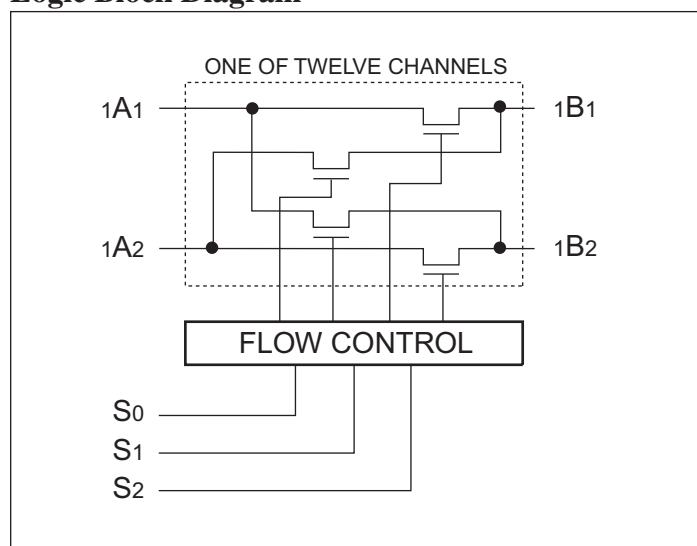 Logic Block Diagram
ONE OF TWELVE CHANNELS
1A1
1B1
1A2
1B2
FLOW CONTROL
S0
S1
S2